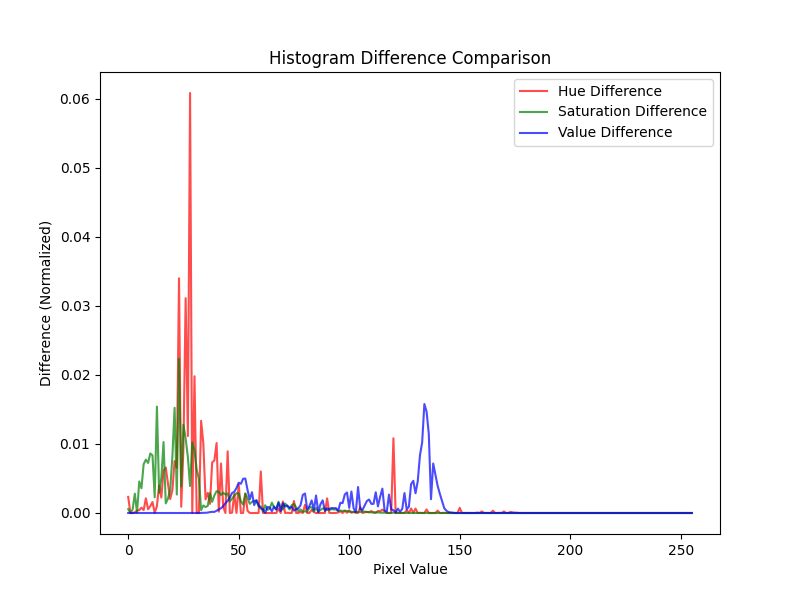 Histogram Difference Comparison
Hue Difference
Saturation Difference
Value Difference
0.06
0.05
0.04
0.03
0.02
0.01
0.00
Difference (Normalized)
0 50 100 150 200 250
Pixel Value